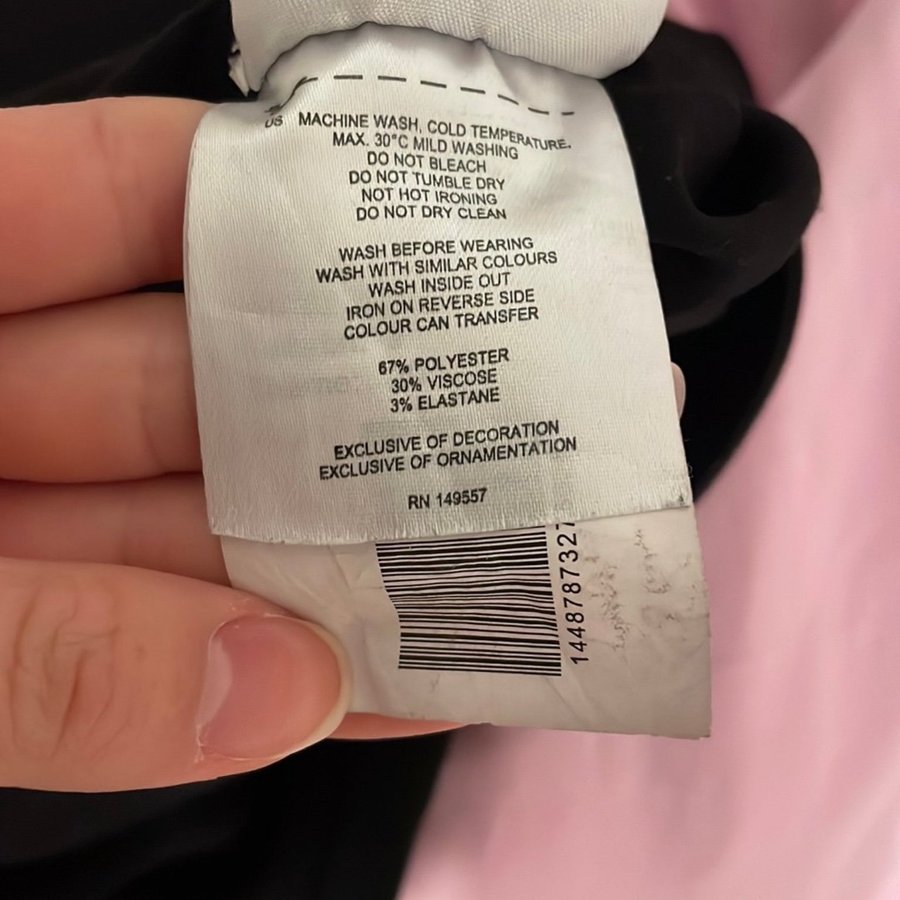 US MACHINE WASH, COLD TEMPERATURE.
MAX. 30°C MILD WASHING
DO NOT BLEACH
DO NOT TUMBLE DRY
NOT HOT IRONING
DO NOT DRY CLEAN
WASH BEFORE WEARING
WASH WITH SIMILAR COLOURS
WASH INSIDE OUT
IRON ON REVERSE SIDE
COLOUR CAN TRANSFER
67% POLYESTER
30% VISCOSE
3% ELASTANE
EXCLUSIVE OF DECORATION
EXCLUSIVE OF ORNAMENTATION
RN 149557
144878732